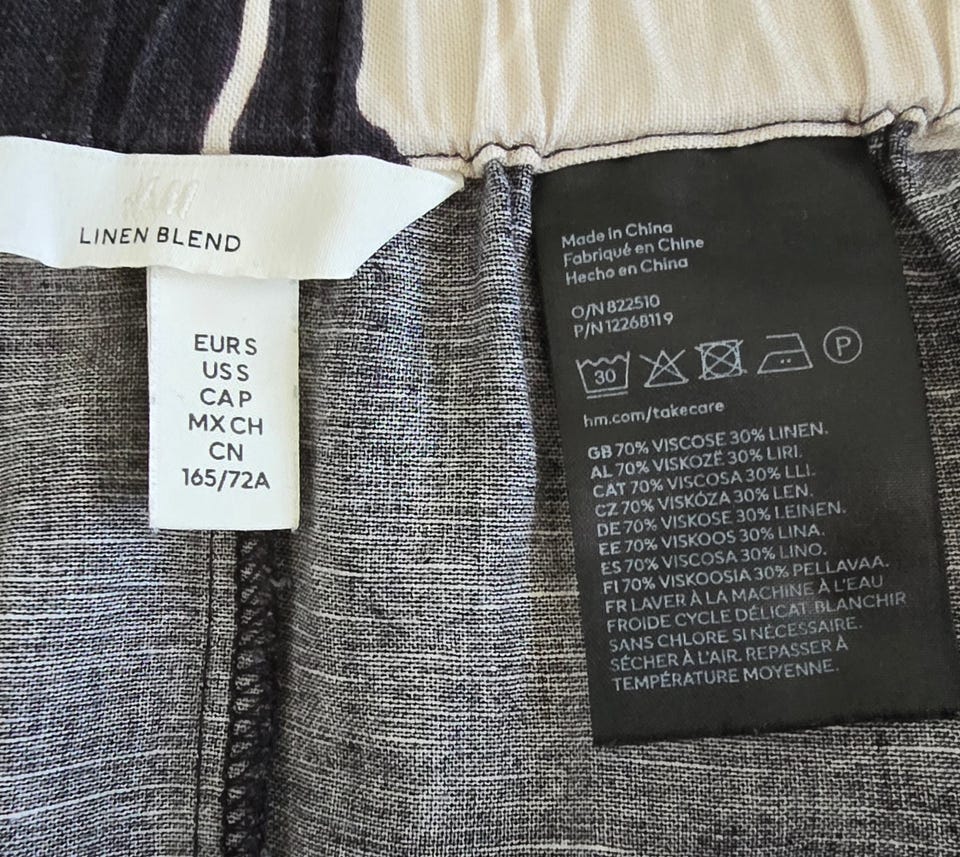 H&M
LINEN BLEND
EUR S
US S
CA P
MX CH
CN
165/72A
Made in China
Fabriqué en Chine
Hecho en China
O/N 822510
P/N 12268119
30
P
hm.com/takecare
GB 70% VISCOSE 30% LINEN.
AL 70% VISKOZË 30% LIRI.
CAT 70% VISCOSA 30% LLI.
CZ 70% VISKÓZA 30% LEN.
DE 70% VISKOSE 30% LEINEN.
EE 70% VISKOOS 30% LINA.
ES 70% VISCOSA 30% LINO.
FI 70% VISKOOSIA 30% PELLAVAA.
FR LAVER À LA MACHINE À L'EAU
FROIDE CYCLE DÉLICAT. BLANCHIR
SANS CHLORE SI NÉCESSAIRE.
SÉCHER À L'AIR. REPASSER À
TEMPÉRATURE MOYENNE.